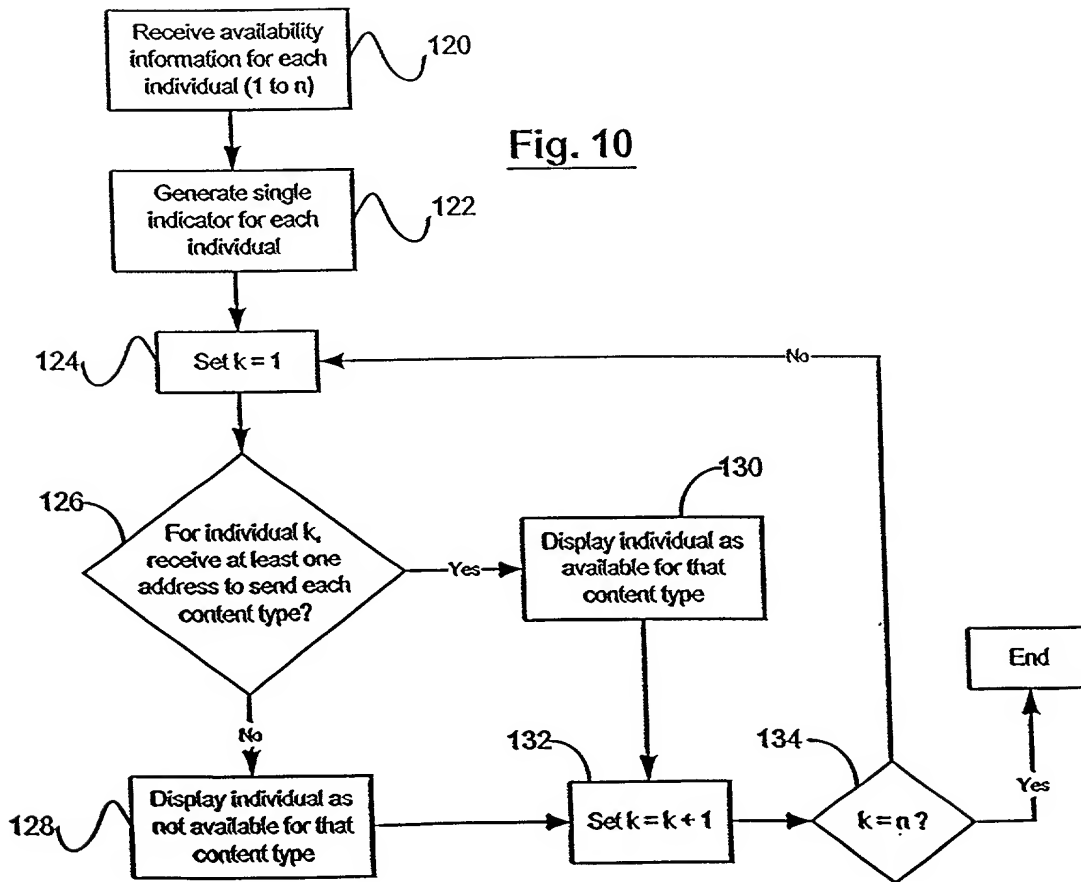 Receive availability
information for each
individual (1 to n)
120
Fig. 10
Generate single
indicator for each
individual
122
124
Set k = 1
No
126
For individual k,
receive at least one
address to send each
content type?
Yes
130
Display individual as
available for that
content type
End
No
132
134
Yes
128
Display individual as
not available for that
content type
Set k = k + 1
k = n ?